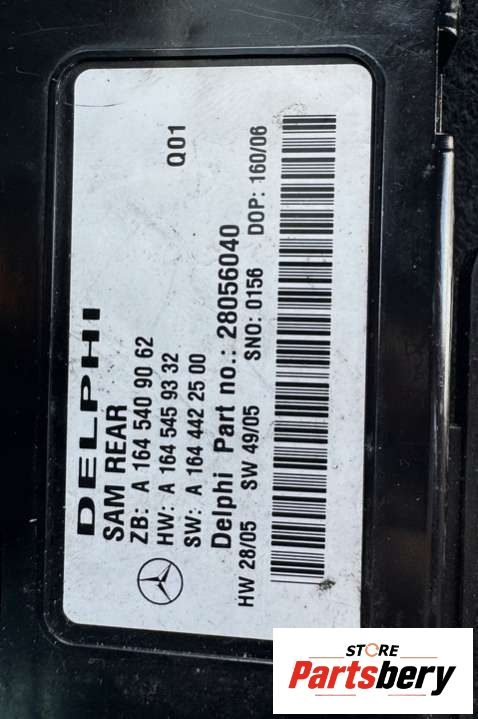 DELPHI
SAM REAR
ZB: A 164 540 90 62
HW: A 164 545 93 32
SW: A 164 442 25 00 Q01
Delphi Part no.: 28056040
HW 28/05 SW 49/05 SNO: 0156 DOP: 160/06
STORE
Partsbery